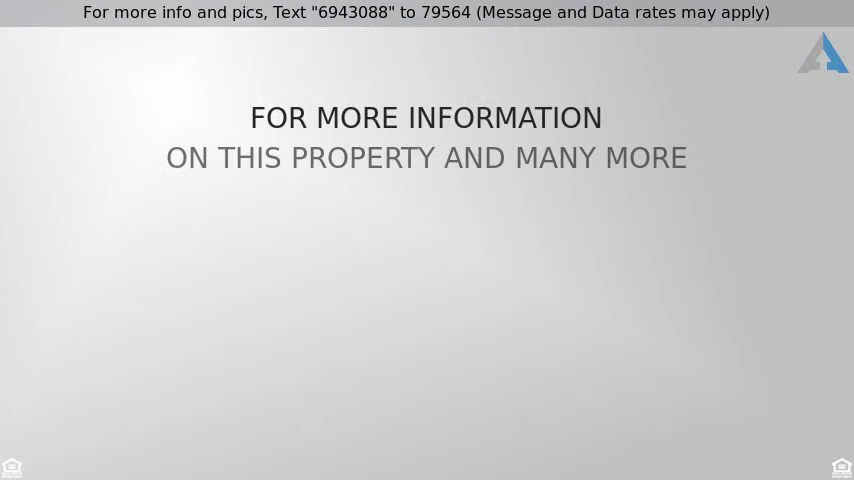 For more info and pics, Text "6943088" to 79564 (Message and Data rates may apply)
FOR MORE INFORMATION
ON THIS PROPERTY AND MANY MORE